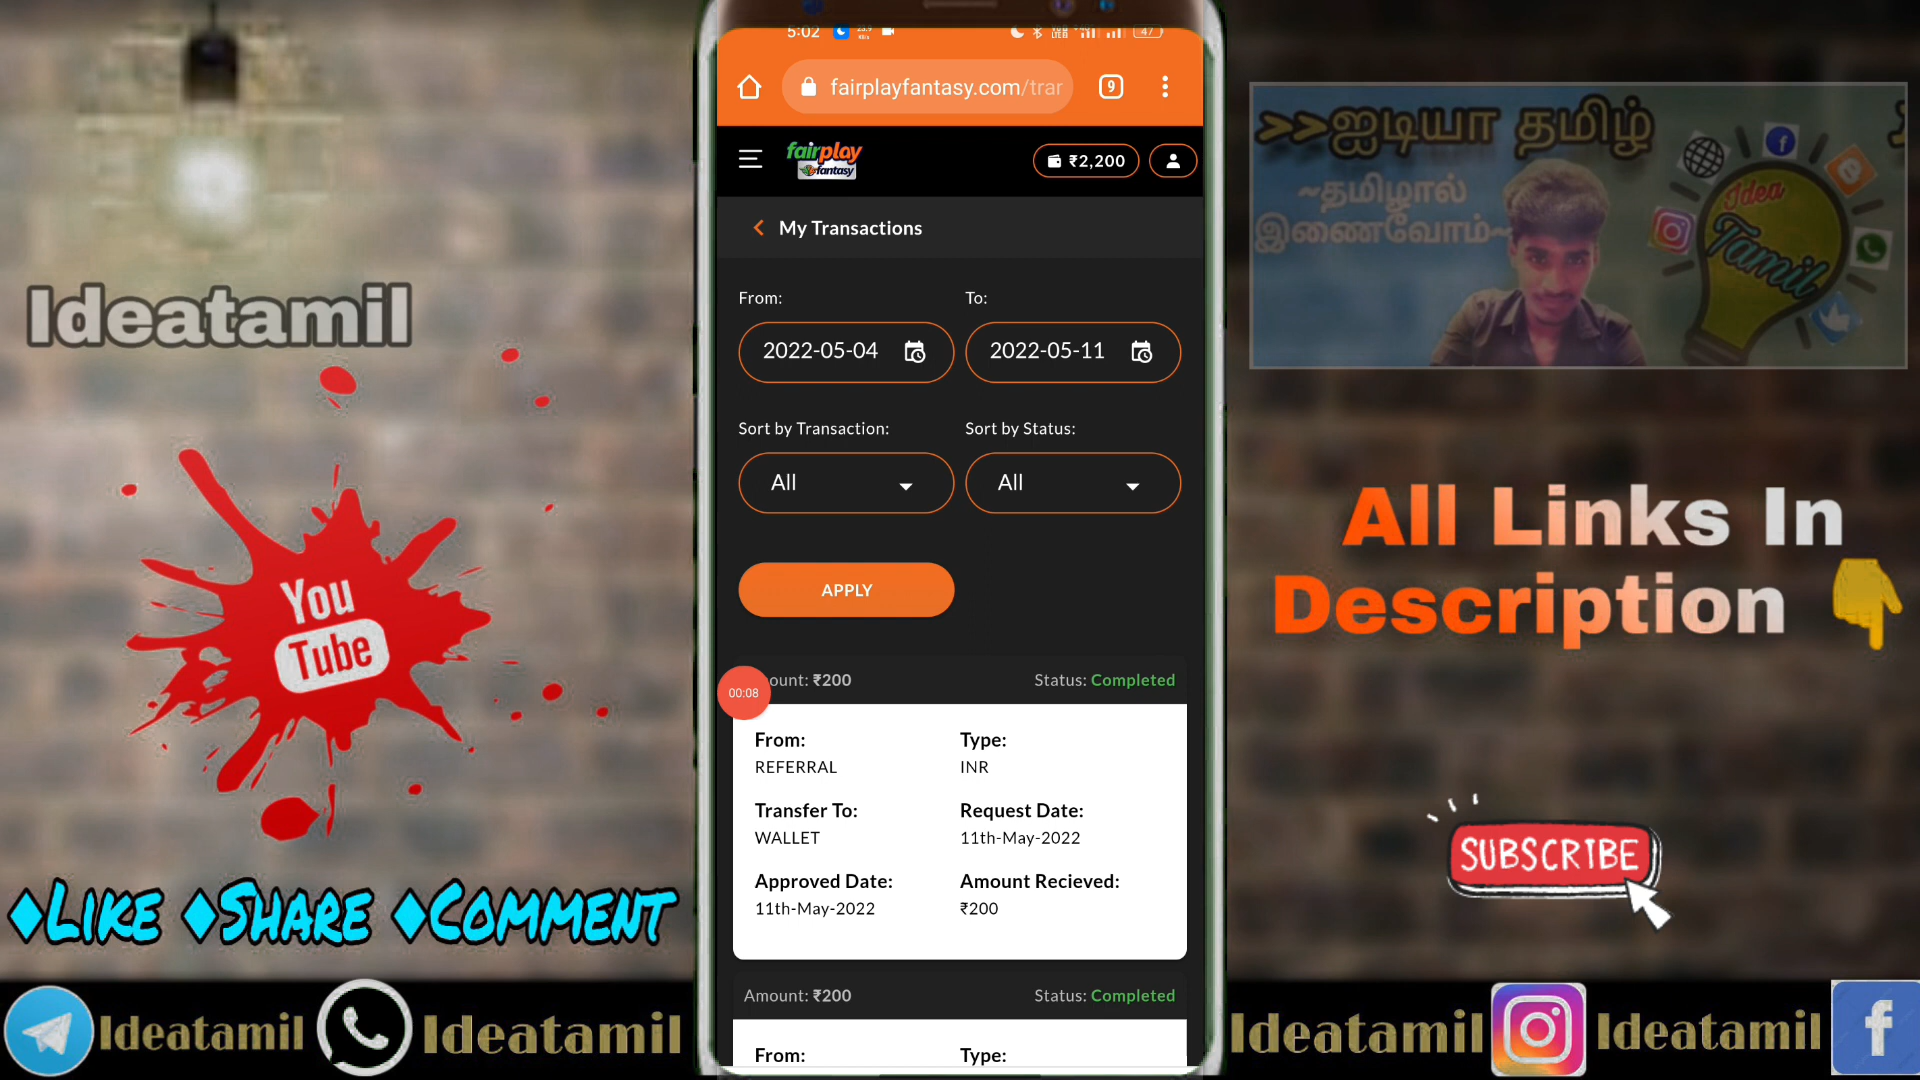 5:02
47
fairplayfantasy.com/trar
9
fairplay
fantasy
₹2,200
My Transactions
From:
To:
2022-05-04
2022-05-11
Sort by Transaction:
Sort by Status:
All
All
APPLY
00:08
ount: ₹200
Status: Completed
From:
Type:
REFERRAL
INR
Transfer To:
Request Date:
WALLET
11th-May-2022
Approved Date:
Amount Recieved:
11th-May-2022
₹200
Amount: ₹200
Status: Completed
From:
Type:
Ideatamil
You
Tube
♦LIKE ♦SHARE ♦COMMENT
Ideatamil
Ideatamil
>>ஐடியா தமிழ்
~தமிழால்
இணைவோம்~
Idea
Tamil
All Links In
Description 👇
SUBSCRIBE
Ideatamil
Ideatamil